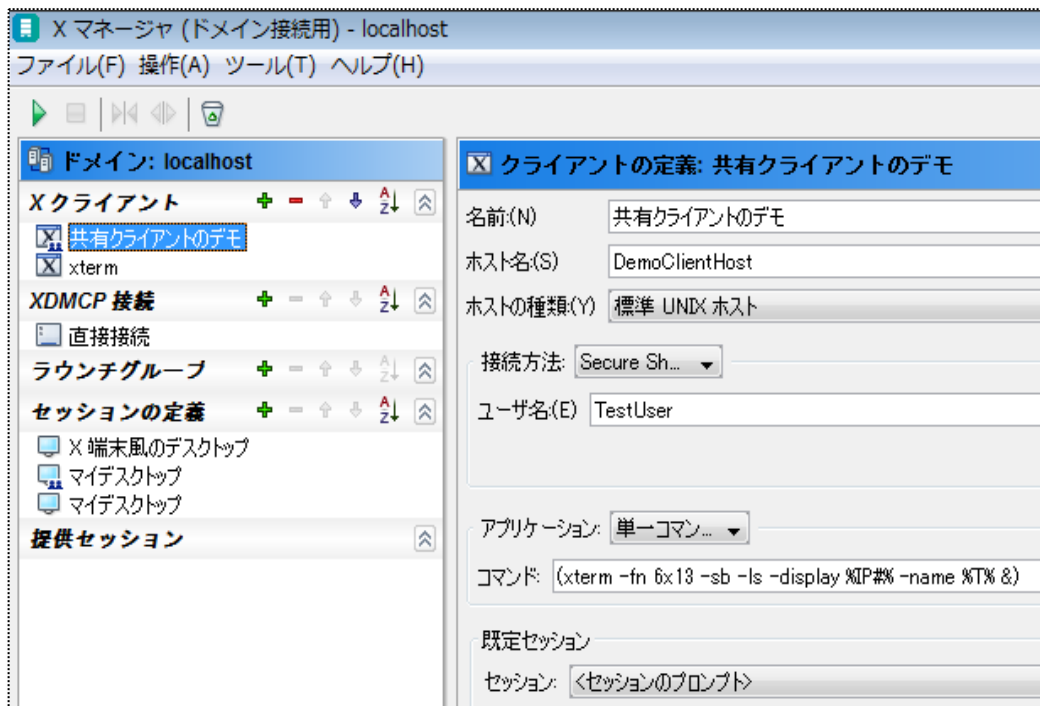 X マネージャ (ドメイン接続用) - localhost
ファイル(F) 操作(A) ツール(T) ヘルプ(H)
ドメイン: localhost
X クライアント
共有クライアントのデモ
xterm
XDMCP 接続
直接接続
ラウンチグループ
セッションの定義
X 端末風のデスクトップ
マイデスクトップ
マイデスクトップ
提供セッション
クライアントの定義: 共有クライアントのデモ
名前:(N) 共有クライアントのデモ
ホスト名:(S) DemoClientHost
ホストの種類:(Y) 標準 UNIX ホスト
接続方法: Secure Sh...
ユーザ名:(E) TestUser
アプリケーション: 単一コマン...
コマンド: (xterm -fn 6x13 -sb -ls -display %IP#% -name %T% &)
既定セッション
セッション: <セッションのプロンプト>